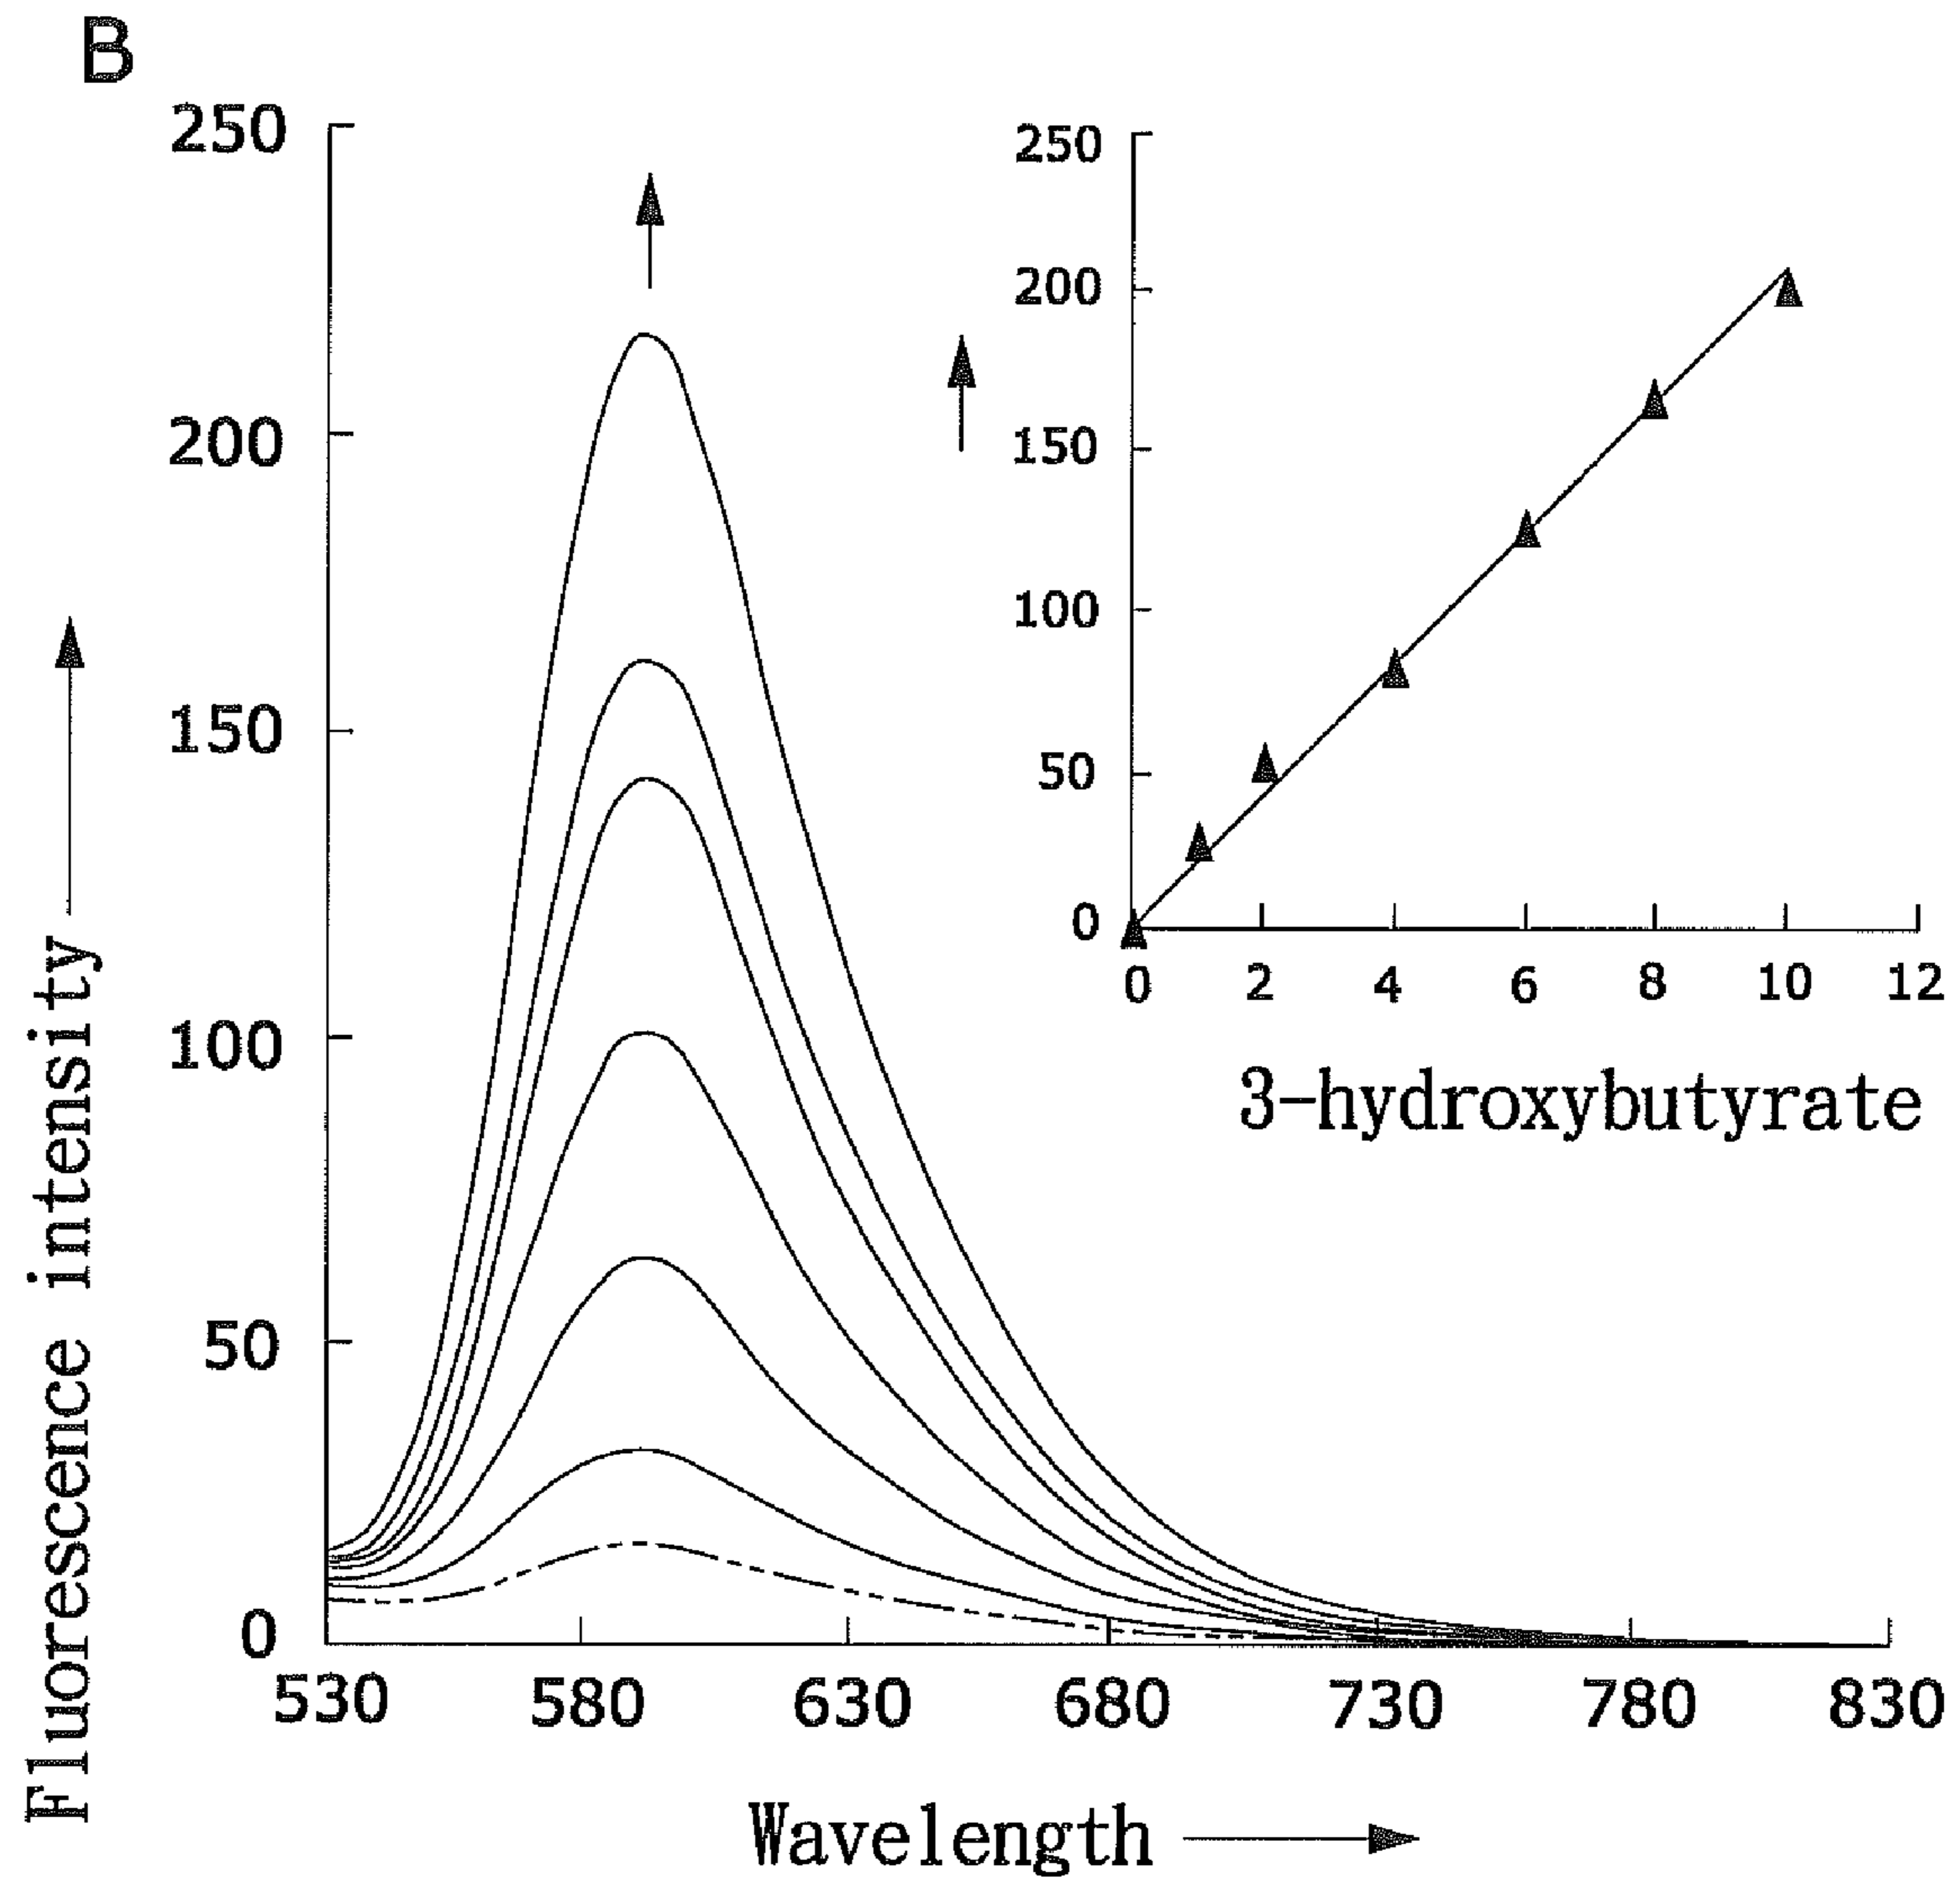 B
250
200
150
100
50
0
530 580 630 680 730 780 830
Fluorescence intensity
Wavelength
250
200
150
100
50
0
0 2 4 6 8 10 12
3-hydroxybutyrate